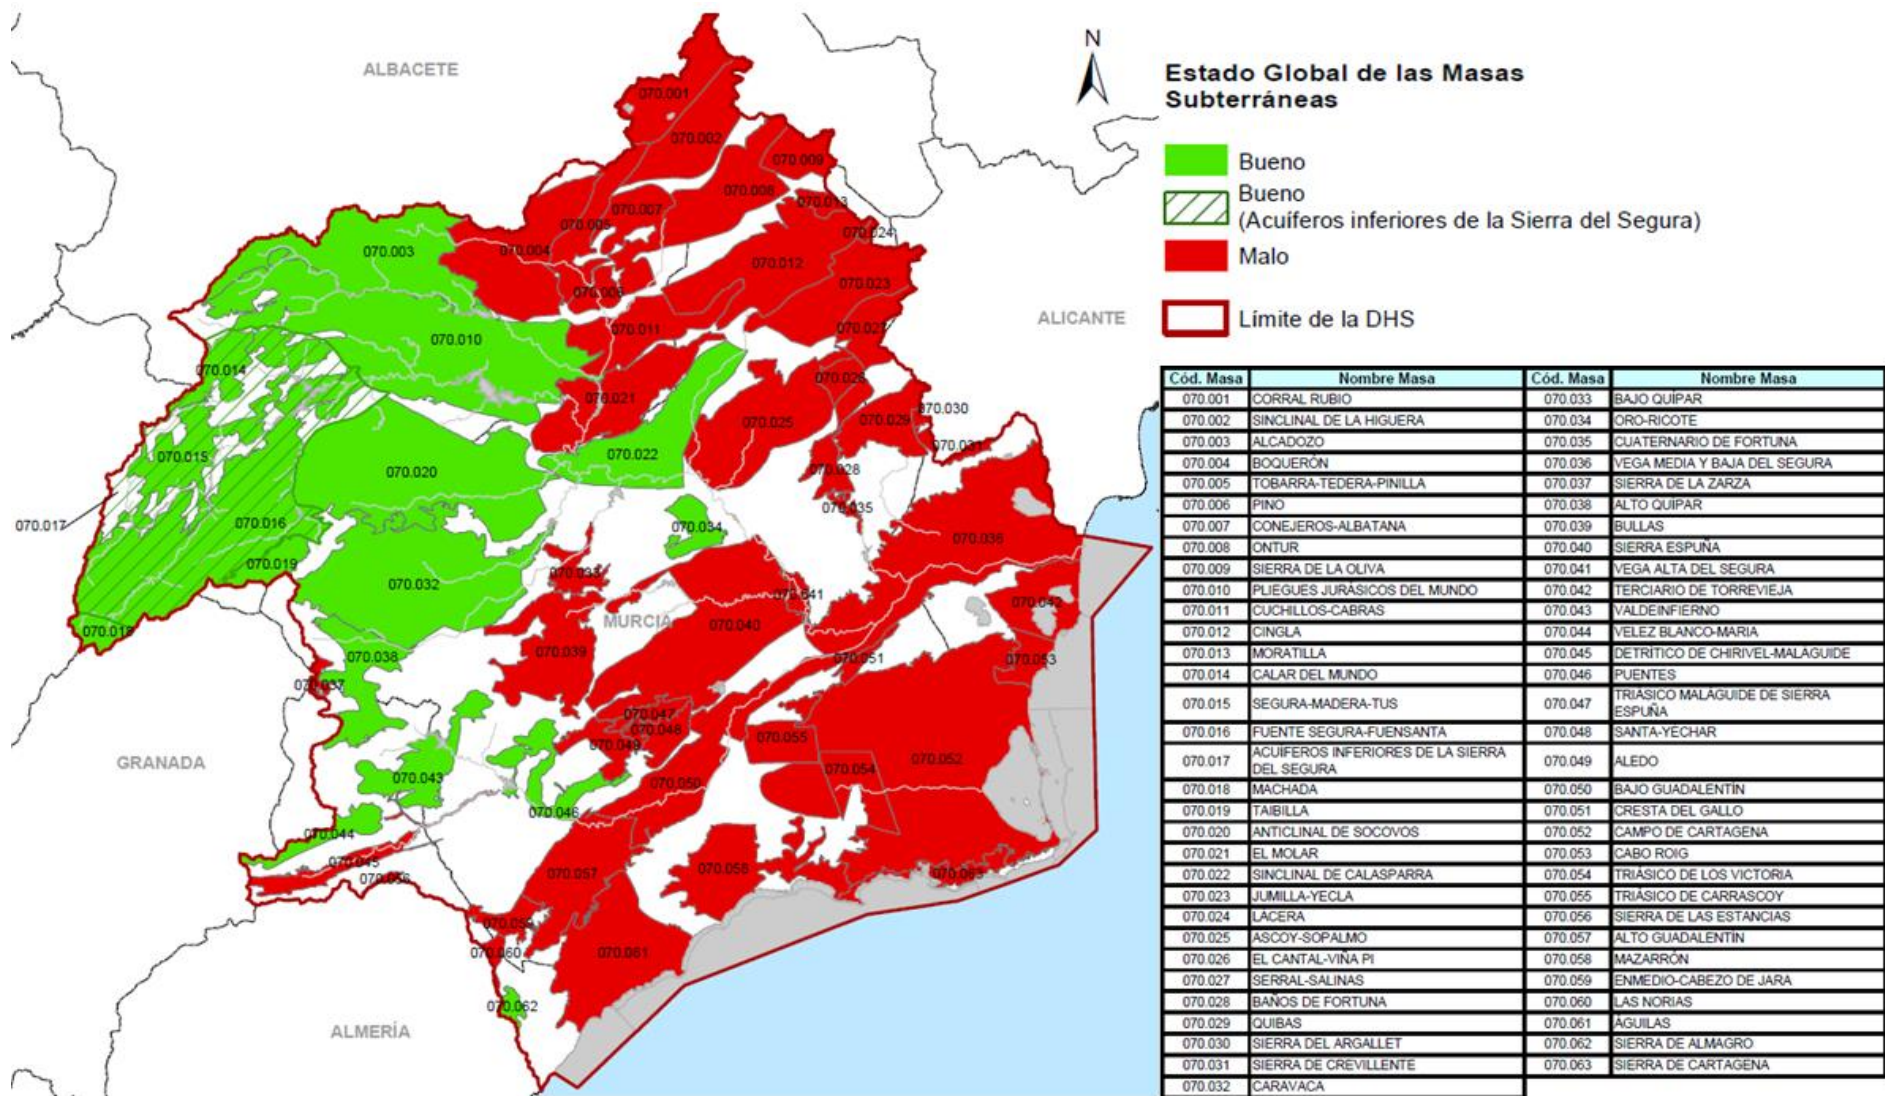 ALBACETE
N
070.001
070.002
070.009
070.008
070.007
070.013
070.005
070.024
070.003
070.004
070.012
070.023
070.006
ALICANTE
070.011
070.027
070.010
070.014
070.026
070.021
070.030
070.025
070.029
070.031
070.015
070.022
070.020
070.028
070.035
070.017
070.016
070.034
070.036
070.019
070.033
070.032
070.041
070.042
070.018
MURCIA
070.040
070.039
070.038
070.051
070.053
070.037
070.047
070.048
070.049
070.055
GRANADA
070.052
070.054
070.043
070.050
070.046
070.044
070.045
070.056
070.057
070.058
070.063
070.059
070.060
070.061
070.062
ALMERÍA
Estado Global de las Masas
Subterráneas
Bueno
Bueno
(Acuíferos inferiores de la Sierra del Segura)
Malo
Límite de la DHS
Cód. Masa Nombre Masa Cód. Masa Nombre Masa
070.001 CORRAL RUBIO 070.033 BAJO QUÍPAR
070.002 SINCLINAL DE LA HIGUERA 070.034 ORO-RICOTE
070.003 ALCADOZO 070.035 CUATERNARIO DE FORTUNA
070.004 BOQUERÓN 070.036 VEGA MEDIA Y BAJA DEL SEGURA
070.005 TOBARRA-TEDERA-PINILLA 070.037 SIERRA DE LA ZARZA
070.006 PINO 070.038 ALTO QUÍPAR
070.007 CONEJEROS-ALBATANA 070.039 BULLAS
070.008 ONTUR 070.040 SIERRA ESPUÑA
070.009 SIERRA DE LA OLIVA 070.041 VEGA ALTA DEL SEGURA
070.010 PLIEGUES JURÁSICOS DEL MUNDO 070.042 TERCIARIO DE TORREVIEJA
070.011 CUCHILLOS-CABRAS 070.043 VALDEINFIERNO
070.012 CINGLA 070.044 VELEZ BLANCO-MARIA
070.013 MORATILLA 070.045 DETRÍTICO DE CHIRIVEL-MALÁGUIDE
070.014 CALAR DEL MUNDO 070.046 PUENTES
070.015 SEGURA-MADERA-TUS 070.047 TRIÁSICO MALÁGUIDE DE SIERRA
ESPUÑA
070.016 FUENTE SEGURA-FUENSANTA 070.048 SANTA-YÉCHAR
070.017 ACUÍFEROS INFERIORES DE LA SIERRA
DEL SEGURA 070.049 ALEDO
070.018 MACHADA 070.050 BAJO GUADALENTÍN
070.019 TAIBILLA 070.051 CRESTA DEL GALLO
070.020 ANTICLINAL DE SOCOVOS 070.052 CAMPO DE CARTAGENA
070.021 EL MOLAR 070.053 CABO ROIG
070.022 SINCLINAL DE CALASPARRA 070.054 TRIÁSICO DE LOS VICTORIA
070.023 JUMILLA-YECLA 070.055 TRIÁSICO DE CARRASCOY
070.024 LACERA 070.056 SIERRA DE LAS ESTANCIAS
070.025 ASCOY-SOPALMO 070.057 ALTO GUADALENTÍN
070.026 EL CANTAL-VIÑA PI 070.058 MAZARRÓN
070.027 SERRAL-SALINAS 070.059 ENMEDIO-CABEZO DE JARA
070.028 BAÑOS DE FORTUNA 070.060 LAS NORIAS
070.029 QUIBAS 070.061 ÁGUILAS
070.030 SIERRA DEL ARGALLET 070.062 SIERRA DE ALMAGRO
070.031 SIERRA DE CREVILLENTE 070.063 SIERRA DE CARTAGENA
070.032 CARAVACA